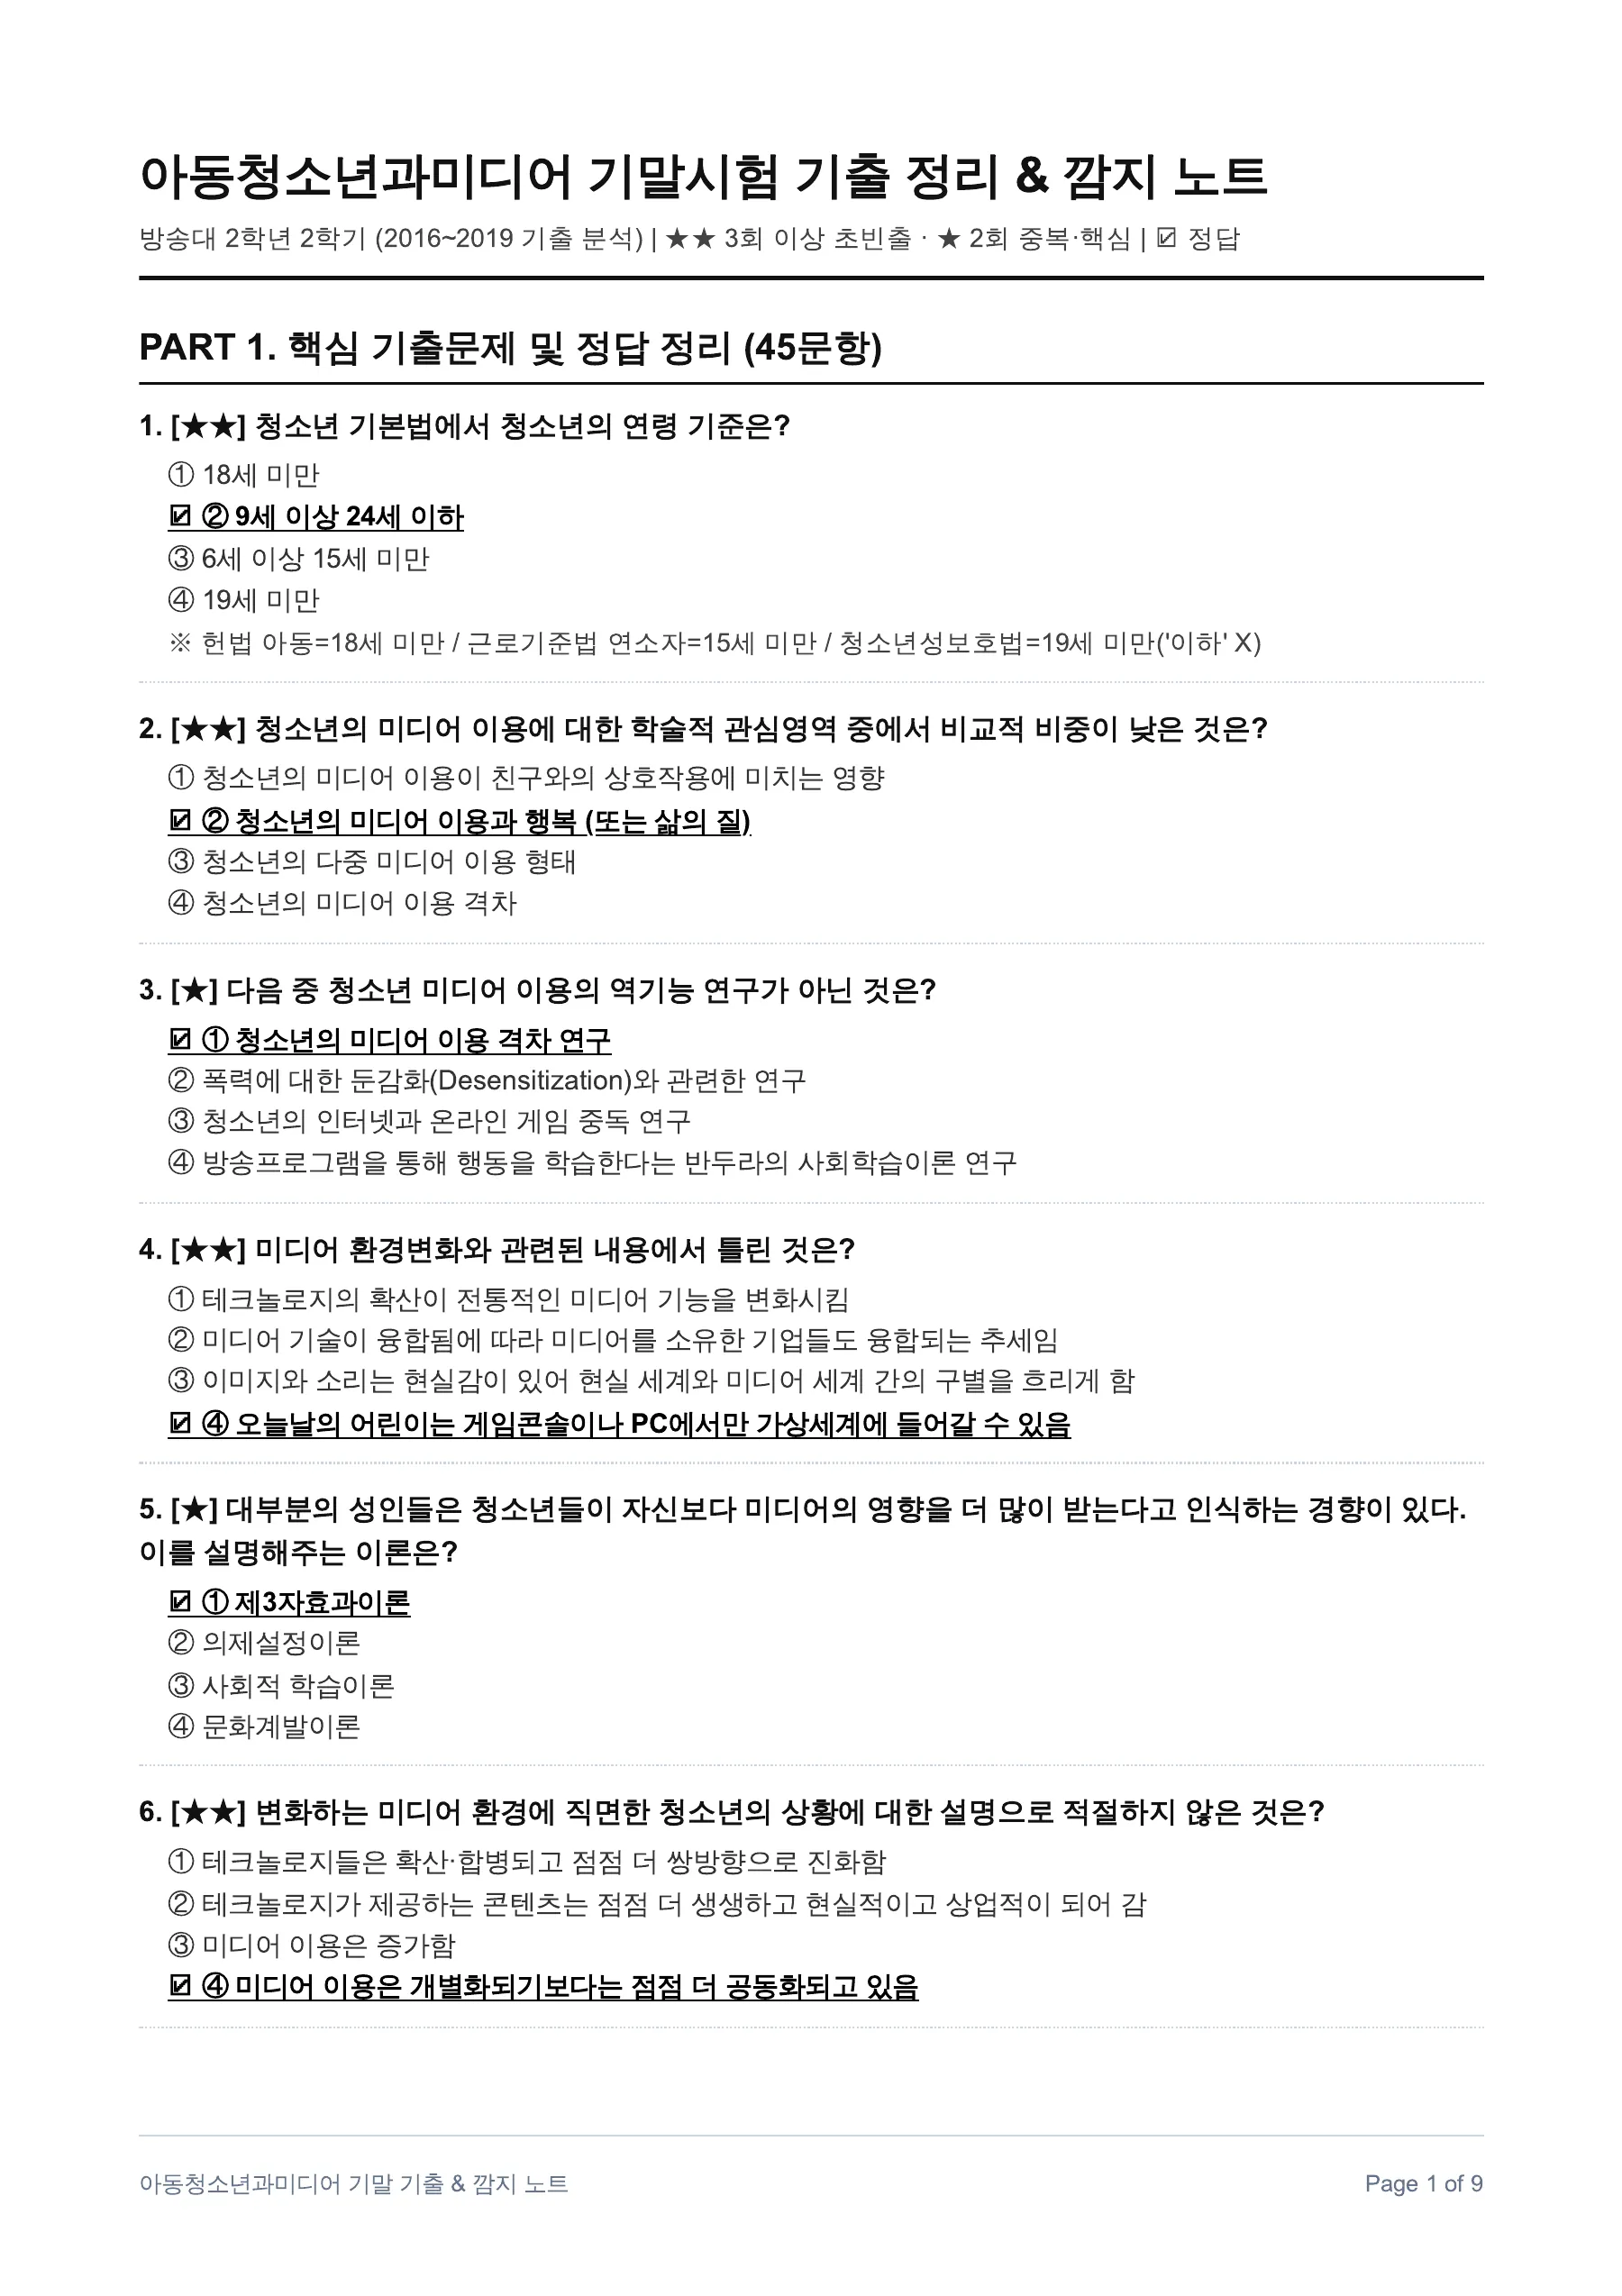 아동청소년과미디어 기말시험 기출 정리 & 깜지 노트
방송대 2학년 2학기 (2016~2019 기출 분석) | ★★ 3회 이상 초빈출 · ★ 2회 중복·핵심 | ☑ 정답
PART 1. 핵심 기출문제 및 정답 정리 (45문항)
1. [★★] 청소년 기본법에서 청소년의 연령 기준은?
① 18세 미만
☑ ② 9세 이상 24세 이하
③ 6세 이상 15세 미만
④ 19세 미만
※ 헌법 아동=18세 미만 / 근로기준법 연소자=15세 미만 / 청소년성보호법=19세 미만('이하' X)
2. [★★] 청소년의 미디어 이용에 대한 학술적 관심영역 중에서 비교적 비중이 낮은 것은?
① 청소년의 미디어 이용이 친구와의 상호작용에 미치는 영향
☑ ② 청소년의 미디어 이용과 행복 (또는 삶의 질)
③ 청소년의 다중 미디어 이용 형태
④ 청소년의 미디어 이용 격차
3. [★] 다음 중 청소년 미디어 이용의 역기능 연구가 아닌 것은?
☑ ① 청소년의 미디어 이용 격차 연구
② 폭력에 대한 둔감화(Desensitization)와 관련한 연구
③ 청소년의 인터넷과 온라인 게임 중독 연구
④ 방송프로그램을 통해 행동을 학습한다는 반두라의 사회학습이론 연구
4. [★★] 미디어 환경변화와 관련된 내용에서 틀린 것은?
① 테크놀로지의 확산이 전통적인 미디어 기능을 변화시킴
② 미디어 기술이 융합됨에 따라 미디어를 소유한 기업들도 융합되는 추세임
③ 이미지와 소리는 현실감이 있어 현실 세계와 미디어 세계 간의 구별을 흐리게 함
☑ ④ 오늘날의 어린이는 게임콘솔이나 PC에서만 가상세계에 들어갈 수 있음
5. [★] 대부분의 성인들은 청소년들이 자신보다 미디어의 영향을 더 많이 받는다고 인식하는 경향이 있다.
이를 설명해주는 이론은?
☑ ① 제3자효과이론
② 의제설정이론
③ 사회적 학습이론
④ 문화계발이론
6. [★★] 변화하는 미디어 환경에 직면한 청소년의 상황에 대한 설명으로 적절하지 않은 것은?
① 테크놀로지들은 확산·합병되고 점점 더 쌍방향으로 진화함
② 테크놀로지가 제공하는 콘텐츠는 점점 더 생생하고 현실적이고 상업적이 되어 감
③ 미디어 이용은 증가함
☑ ④ 미디어 이용은 개별화되기보다는 점점 더 공동화되고 있음
아동청소년과미디어 기말 기출 & 깜지 노트
Page 1 of 9